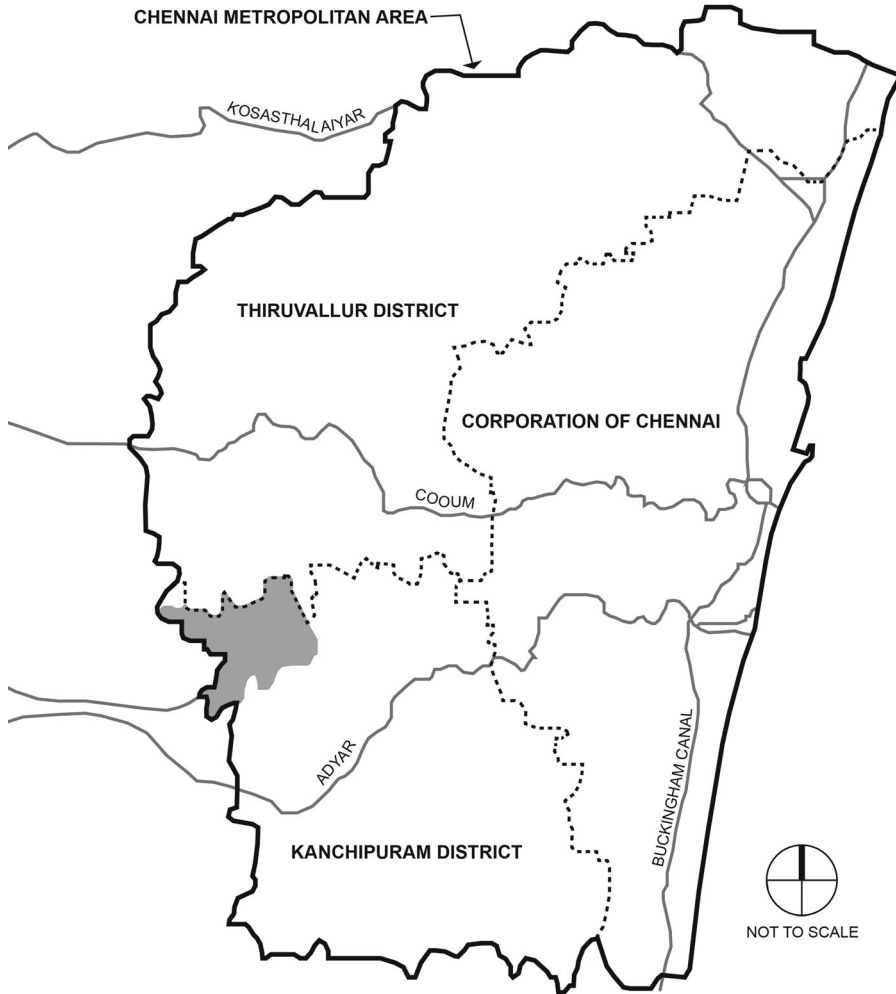 CHENNAI METROPOLITAN AREA
KOSASTHALAIYAR
THIRUVALLUR DISTRICT
CORPORATION OF CHENNAI
COOUM
ADYAR
BUCKINGHAM CANAL
KANCHIPURAM DISTRICT
NOT TO SCALE